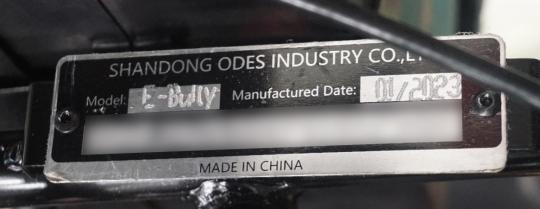 SHANDONG ODES INDUSTRY CO.,LT
Model: E-Bully Manufactured Date: 01/2023
MADE IN CHINA